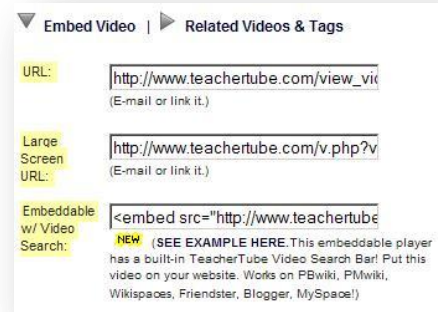 Embed Video | Related Videos & Tags
URL:
http://www.teachertube.com/view_vid
(E-mail or link it.)
Large
Screen
URL:
http://www.teachertube.com/v.php?v
(E-mail or link it.)
Embeddable
w/ Video
Search:
<embed src="http://www.teachertube
NEW (SEE EXAMPLE HERE.This embeddable player
has a built-in TeacherTube Video Search Bar! Put this
video on your website. Works on PBwiki, PMwiki,
Wikispaces, Friendster, Blogger, MySpace!)